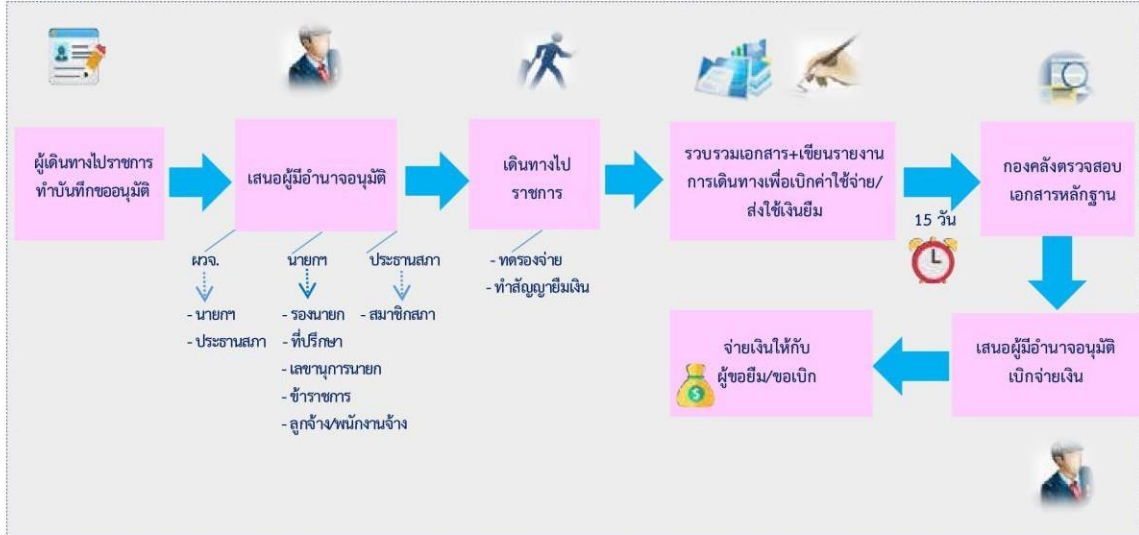 ผู้เดินทางไปราชการ
ทำบันทึกขออนุมัติ
เสนอผู้มีอำนาจอนุมัติ
ผวจ.
- นายกฯ
- ประธานสภา
นายกฯ
- รองนายก
- ที่ปรึกษา
- เลขานุการนายก
- ข้าราชการ
- ลูกจ้าง/พนักงานจ้าง
ประธานสภา
- สมาชิกสภา
เดินทางไป
ราชการ
- ทดรองจ่าย
- ทำสัญญายืมเงิน
รวบรวมเอกสาร+เขียนรายงาน
การเดินทางเพื่อเบิกค่าใช้จ่าย/
ส่งใช้เงินยืม
15 วัน
กองคลังตรวจสอบ
เอกสารหลักฐาน
เสนอผู้มีอำนาจอนุมัติ
เบิกจ่ายเงิน
จ่ายเงินให้กับ
ผู้ขอยืม/ขอเบิก